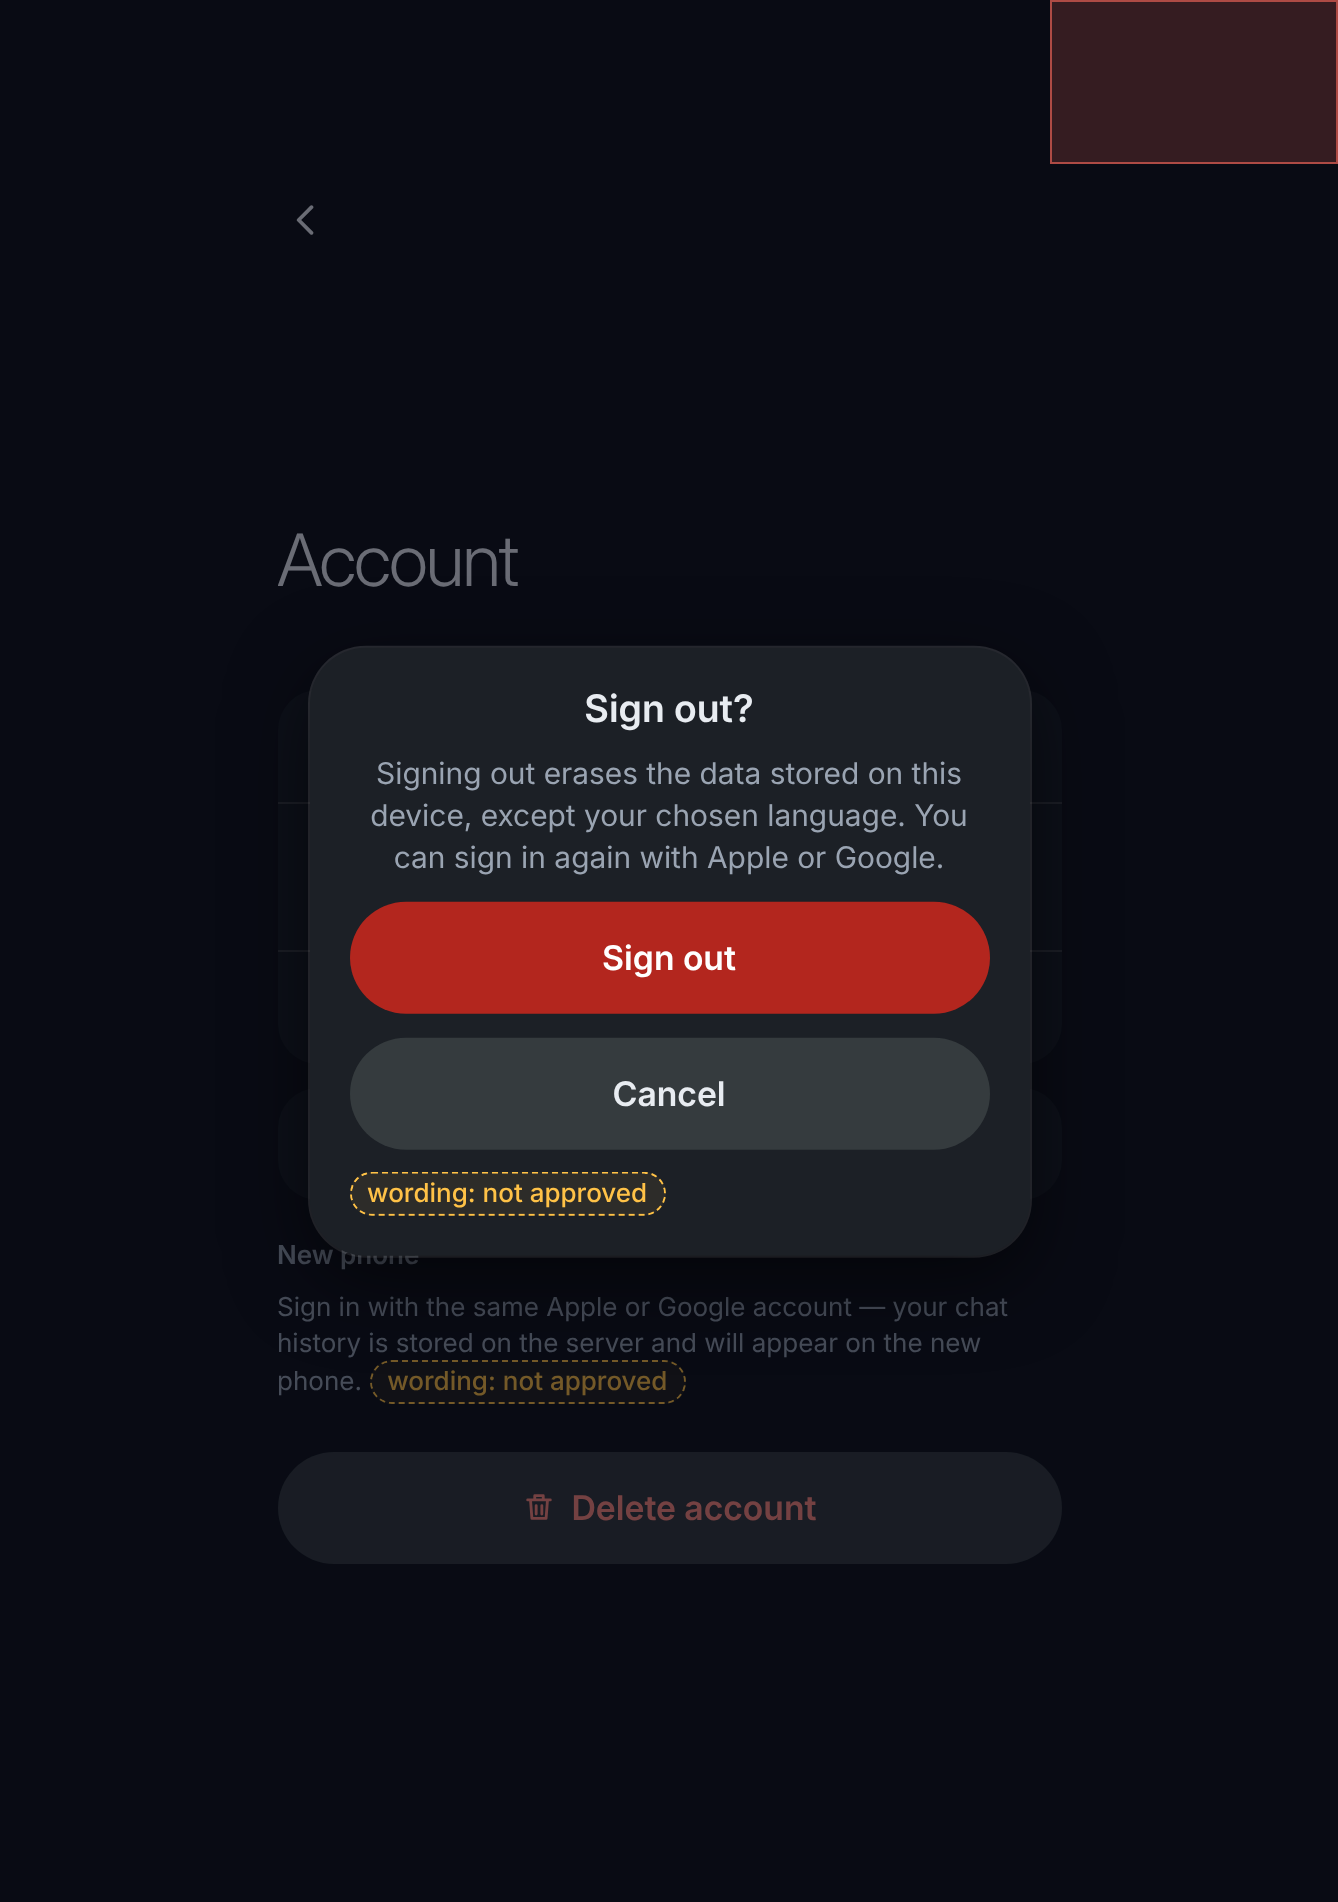 Account
Sign out?
Signing out erases the data stored on this
device, except your chosen language. You
can sign in again with Apple or Google.
Sign out
Cancel
wording: not approved
New phone
Sign in with the same Apple or Google account — your chat
history is stored on the server and will appear on the new
phone. wording: not approved
Delete account